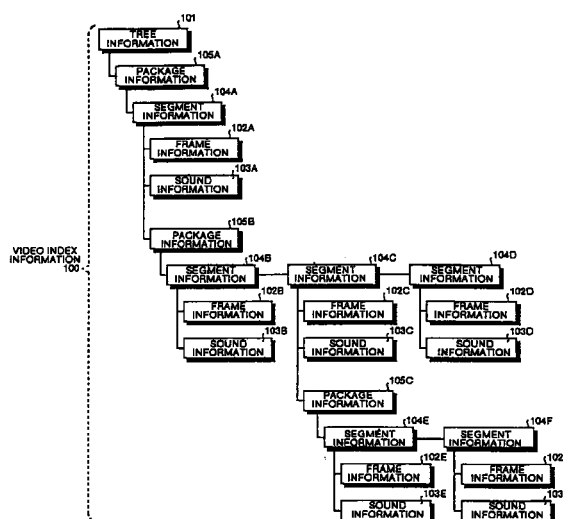 101
TREE
INFORMATION
105A
PACKAGE
INFORMATION
104A
SEGMENT
INFORMATION
102A
FRAME
INFORMATION
103A
SOUND
INFORMATION
105B
PACKAGE
INFORMATION
VIDEO INDEX
INFORMATION
100
104B
SEGMENT
INFORMATION
104C
SEGMENT
INFORMATION
104D
SEGMENT
INFORMATION
102B
FRAME
INFORMATION
102C
FRAME
INFORMATION
102D
FRAME
INFORMATION
103B
SOUND
INFORMATION
103C
SOUND
INFORMATION
103D
SOUND
INFORMATION
105C
PACKAGE
INFORMATION
104E
SEGMENT
INFORMATION
104F
SEGMENT
INFORMATION
102E
FRAME
INFORMATION
102
FRAME
INFORMATION
103E
SOUND
INFORMATION
103
SOUND
INFORMATION